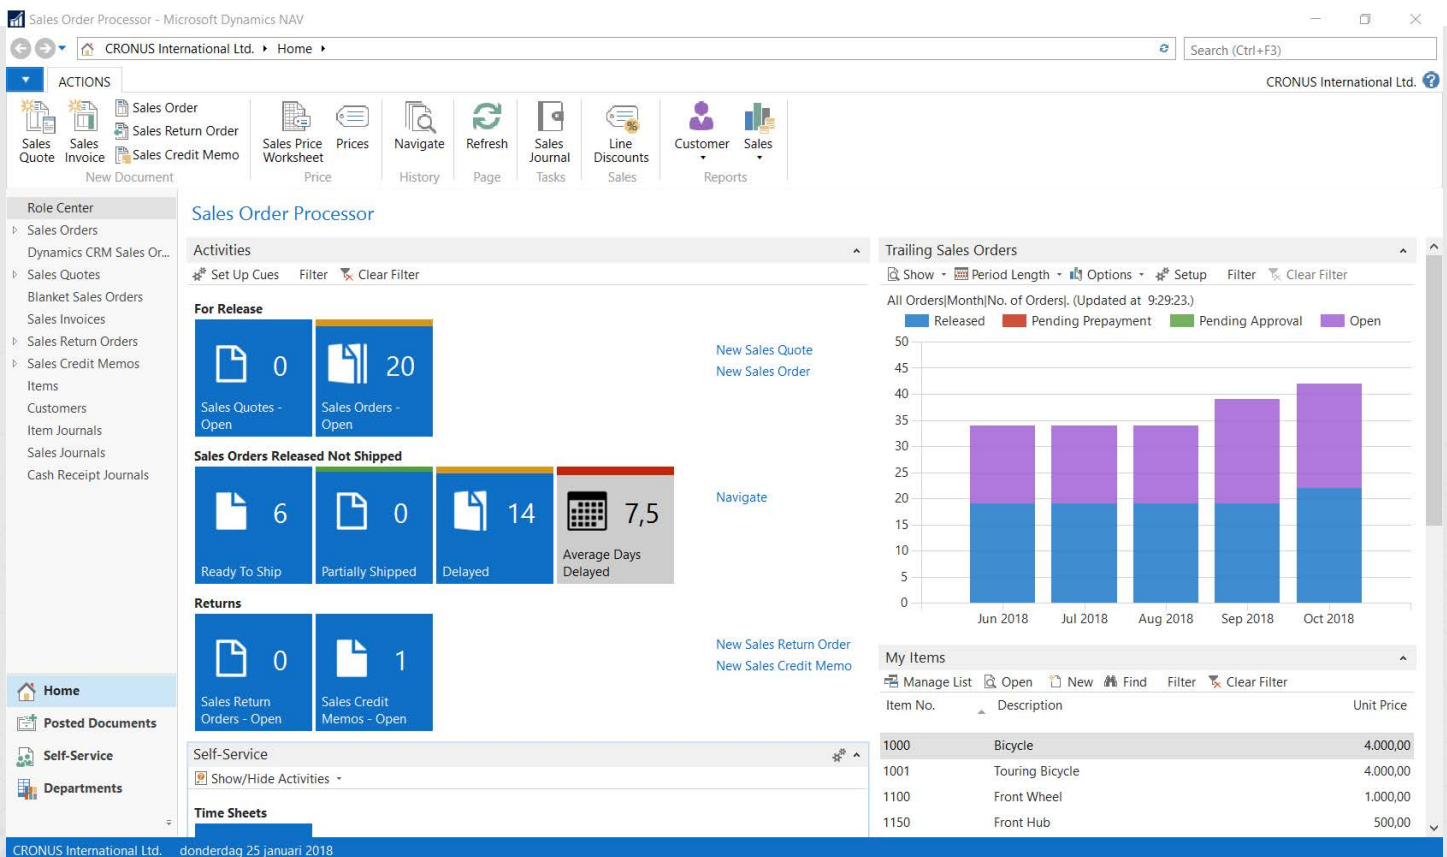 Sales Order Processor - Microsoft Dynamics NAV
CRONUS International Ltd. Home
Search (Ctrl+F3)
ACTIONS
CRONUS International Ltd.
Sales Quote
Sales Invoice
Sales Order
Sales Return Order
Sales Credit Memo
New Document
Sales Price Worksheet
Prices
Price
Navigate
History
Refresh
Page
Sales Journal
Tasks
Line Discounts
Sales
Customer
Sales
Reports
Role Center
Sales Orders
Dynamics CRM Sales Or...
Sales Quotes
Blanket Sales Orders
Sales Invoices
Sales Return Orders
Sales Credit Memos
Items
Customers
Item Journals
Sales Journals
Cash Receipt Journals
Home
Posted Documents
Self-Service
Departments
Sales Order Processor
Activities
Set Up Cues Filter Clear Filter
For Release
0
Sales Quotes -
Open
20
Sales Orders -
Open
New Sales Quote
New Sales Order
Sales Orders Released Not Shipped
6
Ready To Ship
0
Partially Shipped
14
Delayed
7,5
Average Days
Delayed
Navigate
Returns
0
Sales Return
Orders - Open
1
Sales Credit
Memos - Open
New Sales Return Order
New Sales Credit Memo
Self-Service
Show/Hide Activities
Time Sheets
Trailing Sales Orders
Show Period Length Options Setup Filter Clear Filter
All Orders|Month|No. of Orders|. (Updated at 9:29:23.)
Released Pending Prepayment Pending Approval Open
50
45
40
35
30
25
20
15
10
5
0
Jun 2018 Jul 2018 Aug 2018 Sep 2018 Oct 2018
My Items
Manage List Open New Find Filter Clear Filter
Item No. Description Unit Price
1000 Bicycle 4.000,00
1001 Touring Bicycle 4.000,00
1100 Front Wheel 1.000,00
1150 Front Hub 500,00
CRONUS International Ltd. donderdag 25 januari 2018